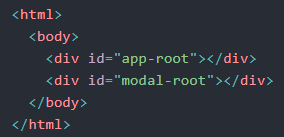 <html>
  <body>
    <div id="app-root"></div>
    <div id="modal-root"></div>
  </body>
</html>